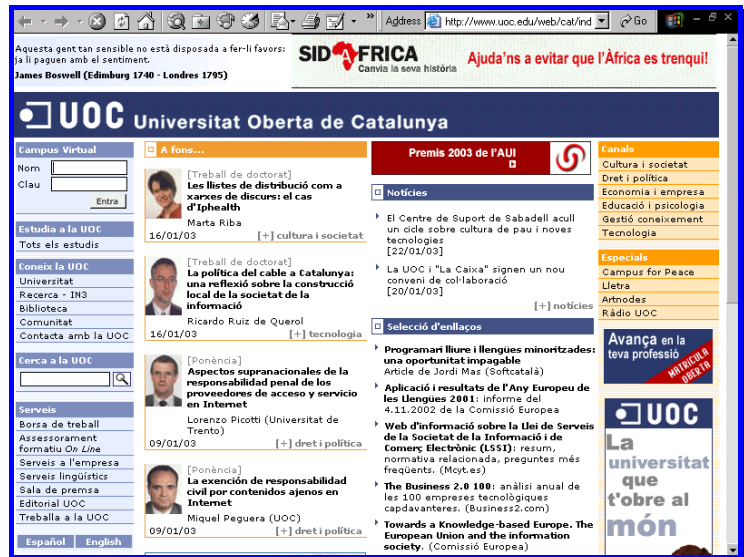 Address http://www.uoc.edu/web/cat/ind
Go
Aquesta gent tan sensible no està disposada a fer-li favors:
ja li paguen amb el sentiment.
James Boswell (Edimburg 1740 - Londres 1795)
SIDAFRICA
Canvia la seva història
Ajuda'ns a evitar que l'Àfrica es trenqui!
UOC Universitat Oberta de Catalunya
Campus Virtual
Nom
Clau
Entra
Estudia a la UOC
Tots els estudis
Coneix la UOC
Universitat
Recerca - IN3
Biblioteca
Comunitat
Contacta amb la UOC
Cerca a la UOC
Serveis
Borsa de treball
Assessorament
formatiu On Line
Serveis a l'empresa
Serveis lingüístics
Sala de premsa
Editorial UOC
Treballa a la UOC
Español
English
A fons...
[Treball de doctorat]
Les llistes de distribució com a
xarxes de discurs: el cas
d'Iphealth
Marta Riba
16/01/03 [+] cultura i societat
[Treball de doctorat]
La política del cable a Catalunya:
una reflexió sobre la construcció
local de la societat de la
informació
Ricardo Ruiz de Querol
16/01/03 [+] tecnologia
[Ponència]
Aspectos supranacionales de la
responsabilidad penal de los
proveedores de acceso y servicio
en Internet
Lorenzo Picotti (Universitat de
Trento)
09/01/03 [+] dret i política
[Ponència]
La exención de responsabilidad
civil por contenidos ajenos en
Internet
Miquel Peguera (UOC)
09/01/03 [+] dret i política
Premis 2003 de l'AUI
Notícies
El Centre de Suport de Sabadell acull
un cicle sobre cultura de pau i noves
tecnologies
[22/01/03]
La UOC i "La Caixa" signen un nou
conveni de col·laboració
[20/01/03]
[+] notícies
Selecció d'enllaços
Programari lliure i llengües minoritzades:
una oportunitat impagable
Article de Jordi Mas (Softcatalà)
Aplicació i resultats de l'Any Europeu de
les Llengües 2001: informe del
4.11.2002 de la Comissió Europea
Web d'informació sobre la Llei de Serveis
de la Societat de la Informació i de
Comerç Electrònic (LSSI): resum,
normativa relacionada, preguntes més
freqüents. (Mcyt.es)
The Business 2.0 100: anàlisi anual de
les 100 empreses tecnològiques
capdavanteres. (Business2.com)
Towards a Knowledge-based Europe. The
European Union and the information
society. (Comissió Europea)
Canals
Cultura i societat
Dret i política
Economia i empresa
Educació i psicologia
Gestió coneixement
Tecnologia
Especials
Campus for Peace
Lletra
Artnodes
Ràdio UOC
Avança en la
teva professió
MATRÍCULA
OBERTA
UOC
La
universitat
que
t'obre al
món